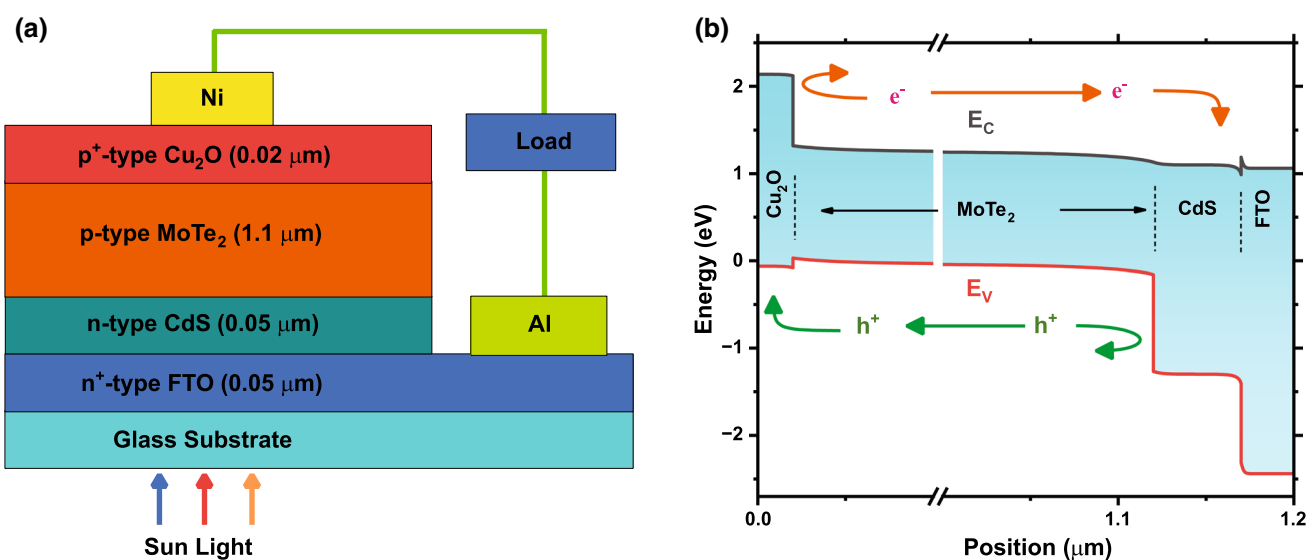 (a)
Ni
p⁺-type Cu₂O (0.02 μm)
Load
p-type MoTe₂ (1.1 μm)
n-type CdS (0.05 μm)
Al
n⁺-type FTO (0.05 μm)
Glass Substrate
Sun Light
(b)
2
1
0
−1
−2
Energy (eV)
e⁻
e⁻
E_C
Cu₂O
MoTe₂
CdS
FTO
E_V
h⁺
h⁺
0.0
1.1
1.2
Position (μm)